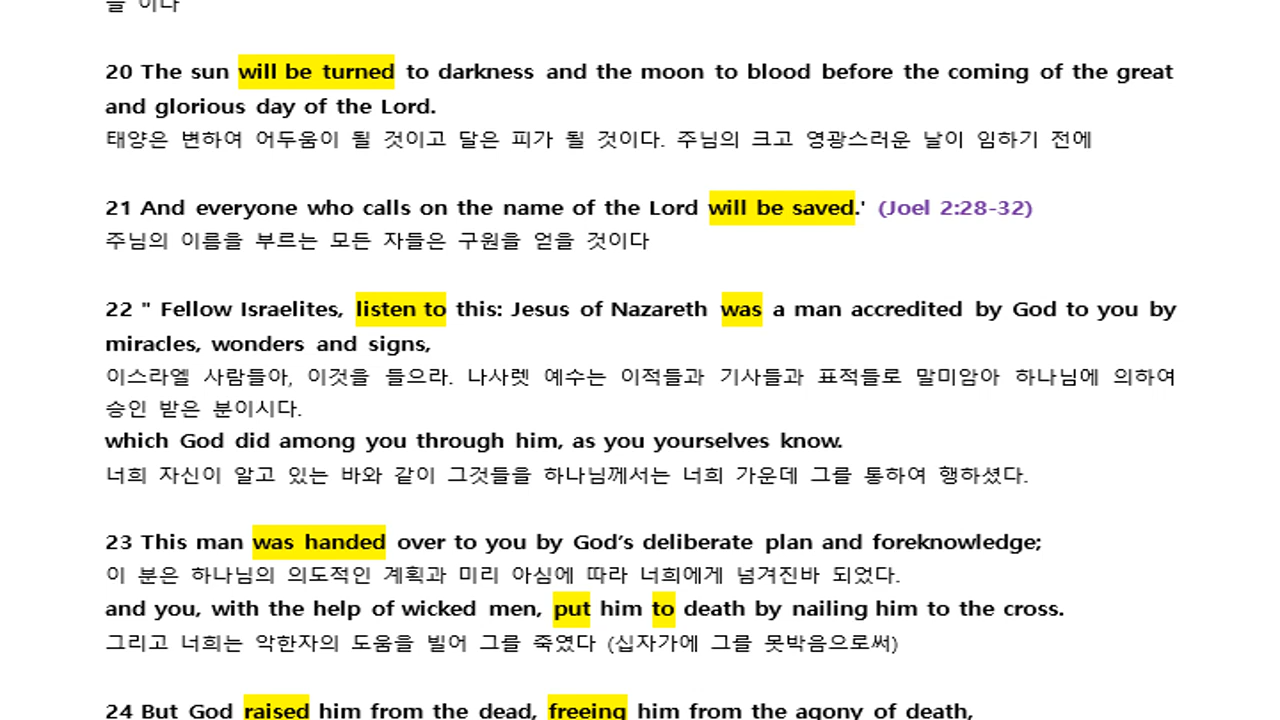 을 이다
20 The sun will be turned to darkness and the moon to blood before the coming of the great
and glorious day of the Lord.
태양은 변하여 어두움이 될 것이고 달은 피가 될 것이다. 주님의 크고 영광스러운 날이 임하기 전에
21 And everyone who calls on the name of the Lord will be saved.' (Joel 2:28-32)
주님의 이름을 부르는 모든 자들은 구원을 얻을 것이다
22 " Fellow Israelites, listen to this: Jesus of Nazareth was a man accredited by God to you by
miracles, wonders and signs,
이스라엘 사람들아, 이것을 들으라. 나사렛 예수는 이적들과 기사들과 표적들로 말미암아 하나님에 의하여
승인 받은 분이시다.
which God did among you through him, as you yourselves know.
너희 자신이 알고 있는 바와 같이 그것들을 하나님께서는 너희 가운데 그를 통하여 행하셨다.
23 This man was handed over to you by God’s deliberate plan and foreknowledge;
이 분은 하나님의 의도적인 계획과 미리 아심에 따라 너희에게 넘겨진바 되었다.
and you, with the help of wicked men, put him to death by nailing him to the cross.
그리고 너희는 악한자의 도움을 빌어 그를 죽였다 (십자가에 그를 못박음으로써)
24 But God raised him from the dead, freeing him from the agony of death,